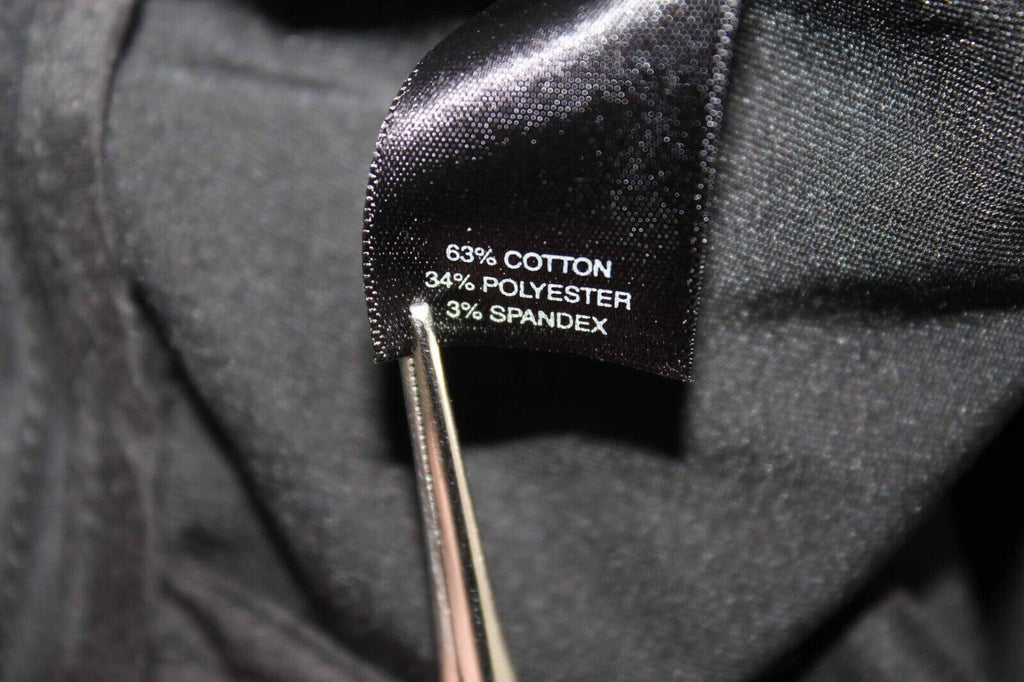 63% COTTON
34% POLYESTER
3% SPANDEX